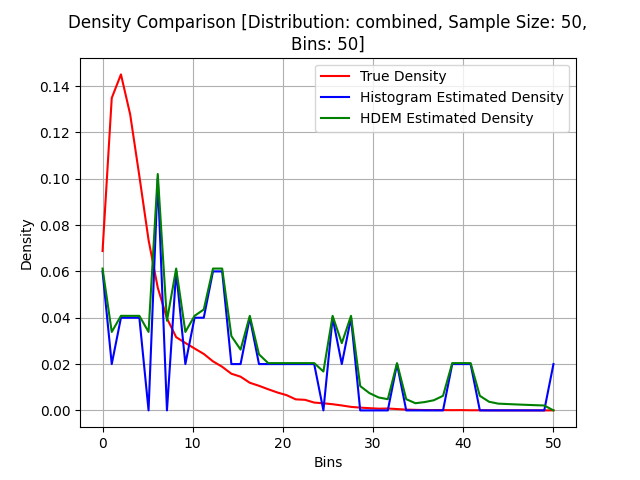 Density Comparison [Distribution: combined, Sample Size: 50,
Bins: 50]
True Density
Histogram Estimated Density
HDEM Estimated Density
Density
0.14
0.12
0.10
0.08
0.06
0.04
0.02
0.00
0 10 20 30 40 50
Bins